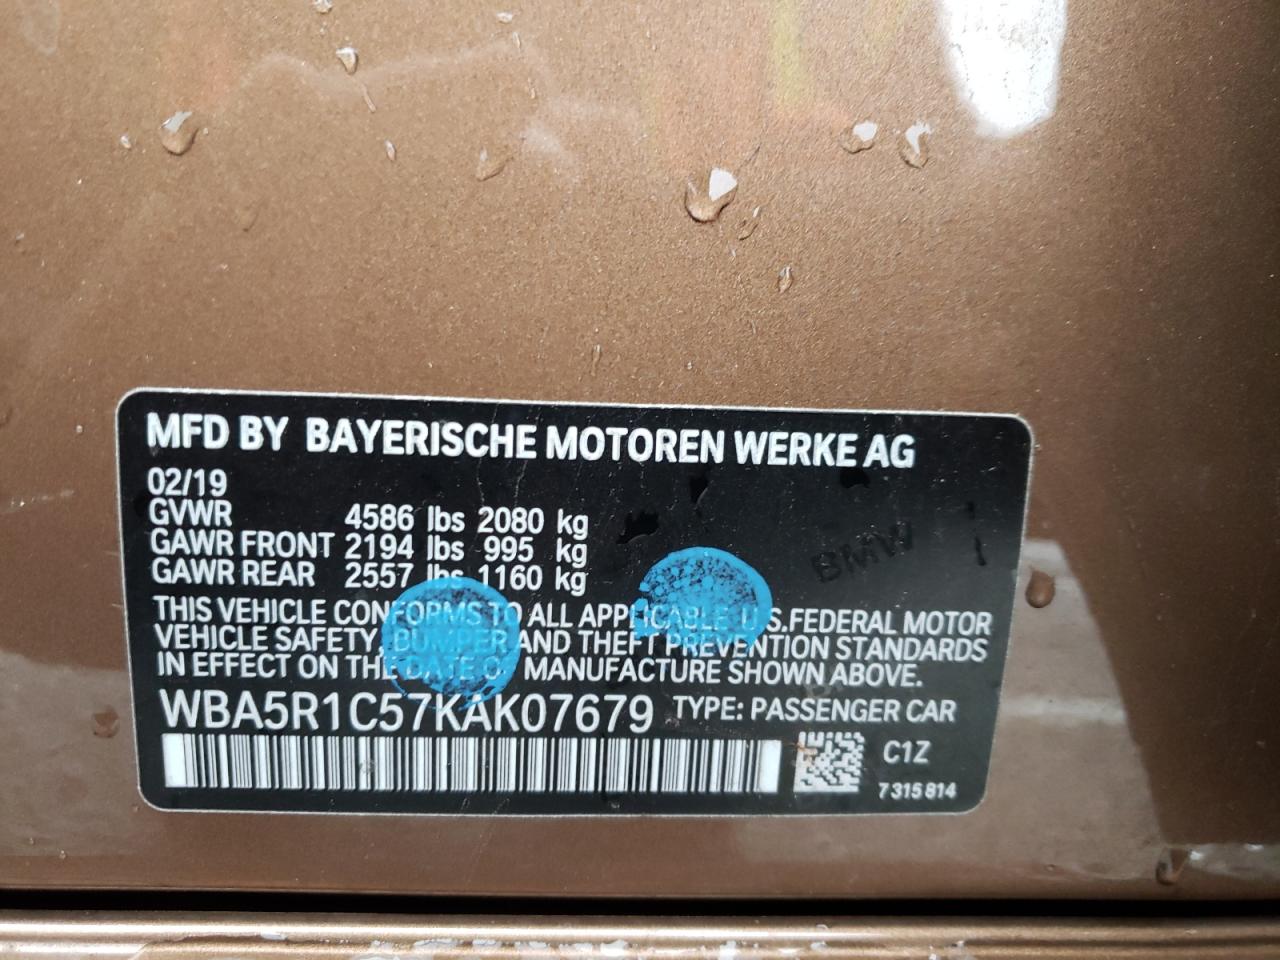 MFD BY BAYERISCHE MOTOREN WERKE AG
02/19
GVWR 4586 lbs 2080 kg
GAWR FRONT 2194 lbs 995 kg
GAWR REAR 2557 lbs 1160 kg
THIS VEHICLE CONFORMS TO ALL APPLICABLE U.S.FEDERAL MOTOR
VEHICLE SAFETY, BUMPER AND THEFT PREVENTION STANDARDS
IN EFFECT ON THE DATE OF MANUFACTURE SHOWN ABOVE.
WBA5R1C57KAK07679 TYPE: PASSENGER CAR
C1Z
7 315 814
BMW